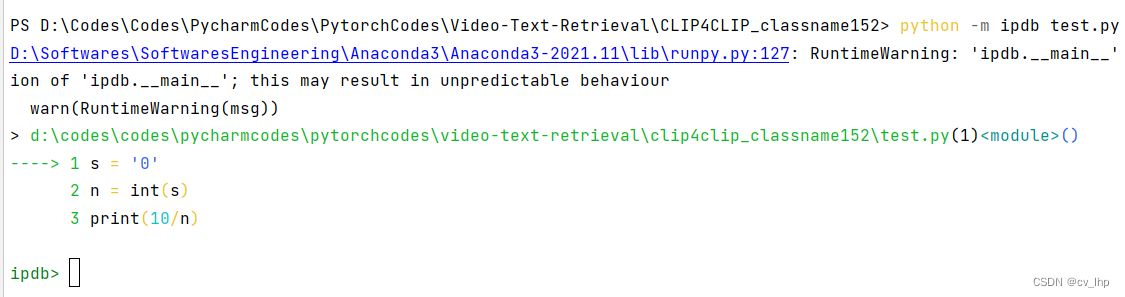 PS D:\Codes\Codes\PycharmCodes\PytorchCodes\Video-Text-Retrieval\CLIP4CLIP_classname152> python -m ipdb test.py
D:\Softwares\SoftwaresEngineering\Anaconda3\Anaconda3-2021.11\lib\runpy.py:127: RuntimeWarning: 'ipdb.__main__'
ion of 'ipdb.__main__'; this may result in unpredictable behaviour
  warn(RuntimeWarning(msg))
> d:\codes\codes\pycharmcodes\pytorchcodes\video-text-retrieval\clip4clip_classname152\test.py(1)<module>()
----> 1 s = '0'
      2 n = int(s)
      3 print(10/n)
ipdb>
CSDN @cv_lhp